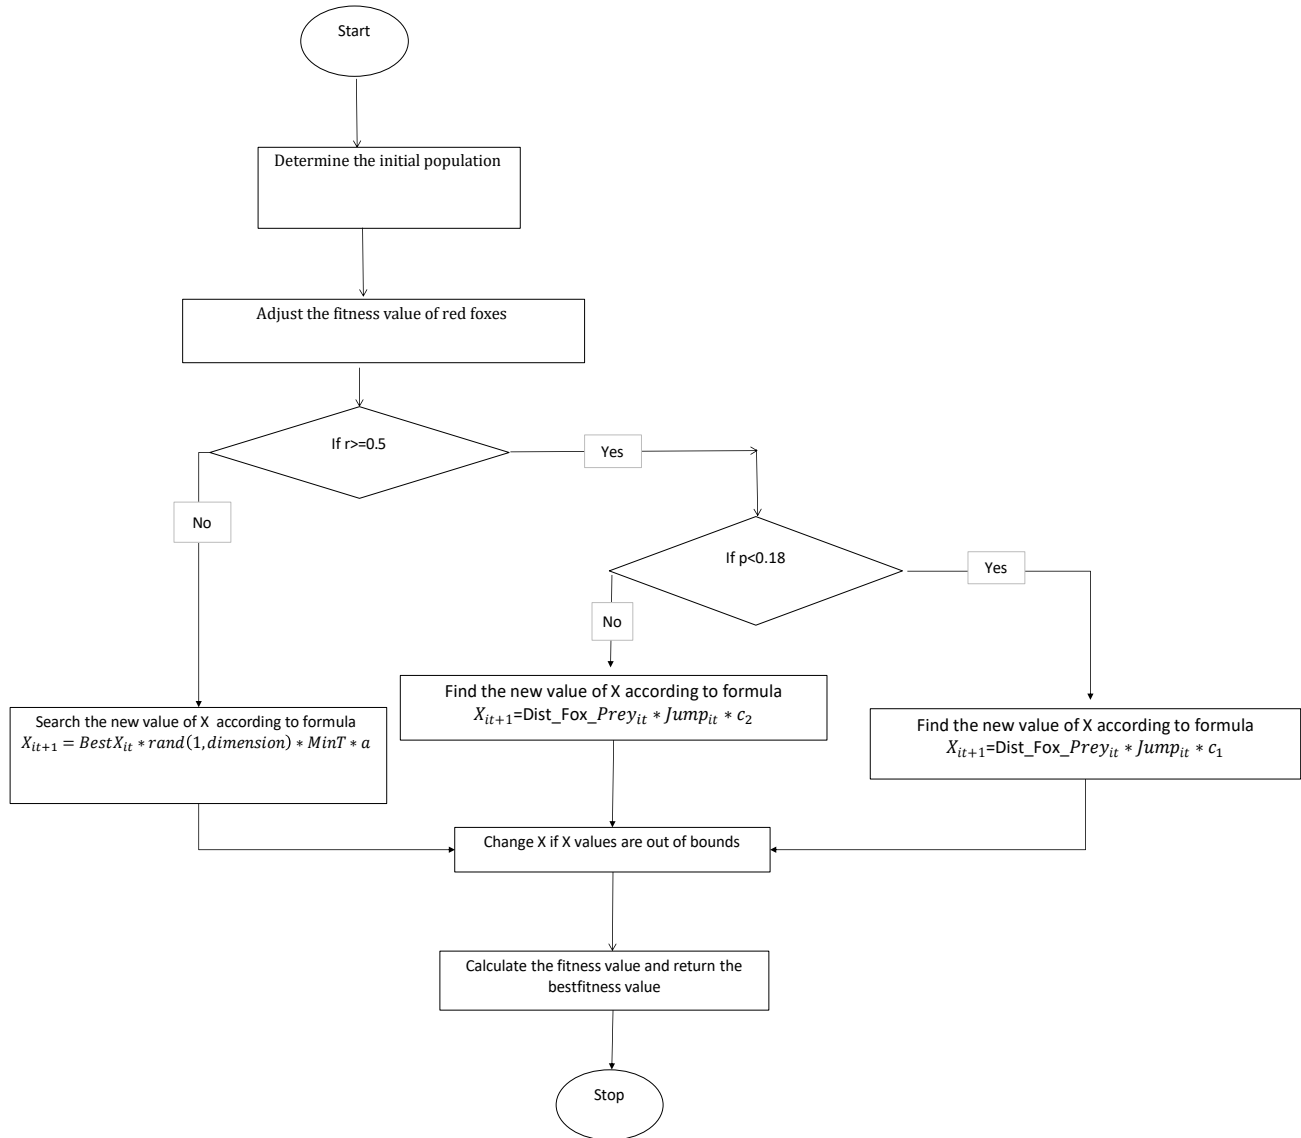 Start
Determine the initial population
Adjust the fitness value of red foxes
If r>=0.5
Yes
No
If p<0.18
Yes
No
Find the new value of X according to formula
X_{it+1}=Dist_Fox_Prey_{it} * Jump_{it} * c_2
Search the new value of X according to formula
X_{it+1} = BestX_{it} * rand(1, dimension) * MinT * a
Find the new value of X according to formula
X_{it+1}=Dist_Fox_Prey_{it} * Jump_{it} * c_1
Change X if X values are out of bounds
Calculate the fitness value and return the
bestfitness value
Stop